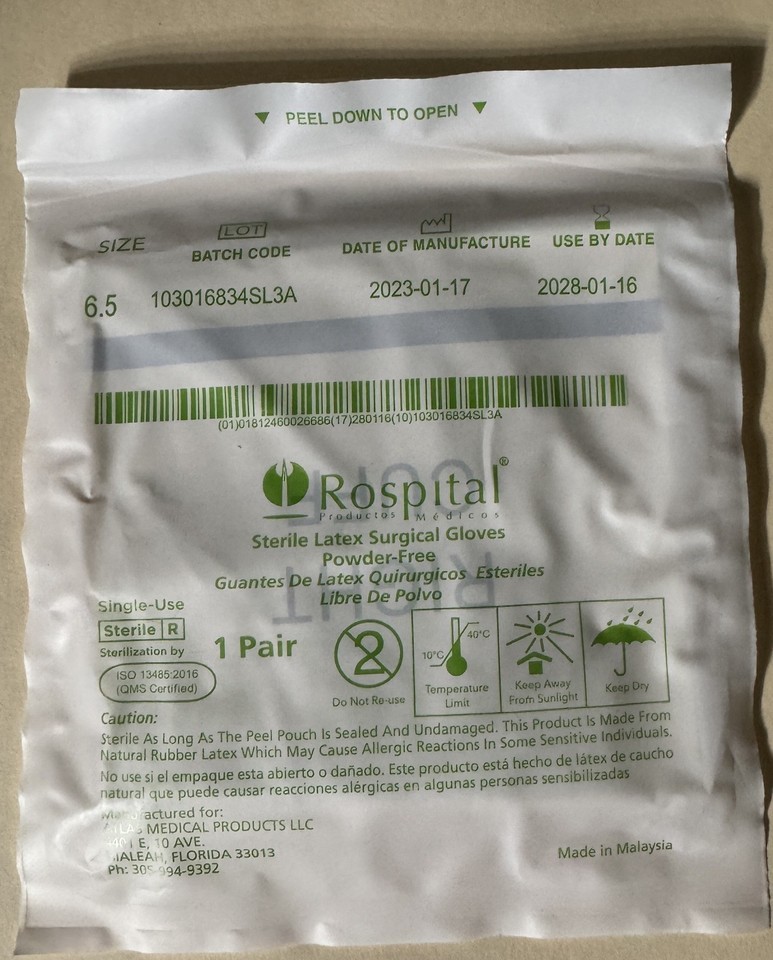 PEEL DOWN TO OPEN
SIZE
LOT
BATCH CODE
DATE OF MANUFACTURE
USE BY DATE
6.5
103016834SL3A
2023-01-17
2028-01-16
(01)01812460026686(17)280116(10)103016834SL3A
Rospital®
Productos Médicos
Sterile Latex Surgical Gloves
Powder-Free
Guantes De Latex Quirurgicos Esteriles
Libre De Polvo
RIGHT
Single-Use
Sterile R
Sterilization by
ISO 13485:2016
(QMS Certified)
1 Pair
2
Do Not Re-use
10°C
40°C
Temperature
Limit
Keep Away
From Sunlight
Keep Dry
Caution:
Sterile As Long As The Peel Pouch Is Sealed And Undamaged. This Product Is Made From
Natural Rubber Latex Which May Cause Allergic Reactions In Some Sensitive Individuals.
No use si el empaque esta abierto o dañado. Este producto está hecho de látex de caucho
natural que puede causar reacciones alérgicas en algunas personas sensibilizadas
Manufactured for:
MEDICAL PRODUCTS LLC
E, 10 AVE.
HIALEAH, FLORIDA 33013
Ph: 305-994-9392
Made in Malaysia